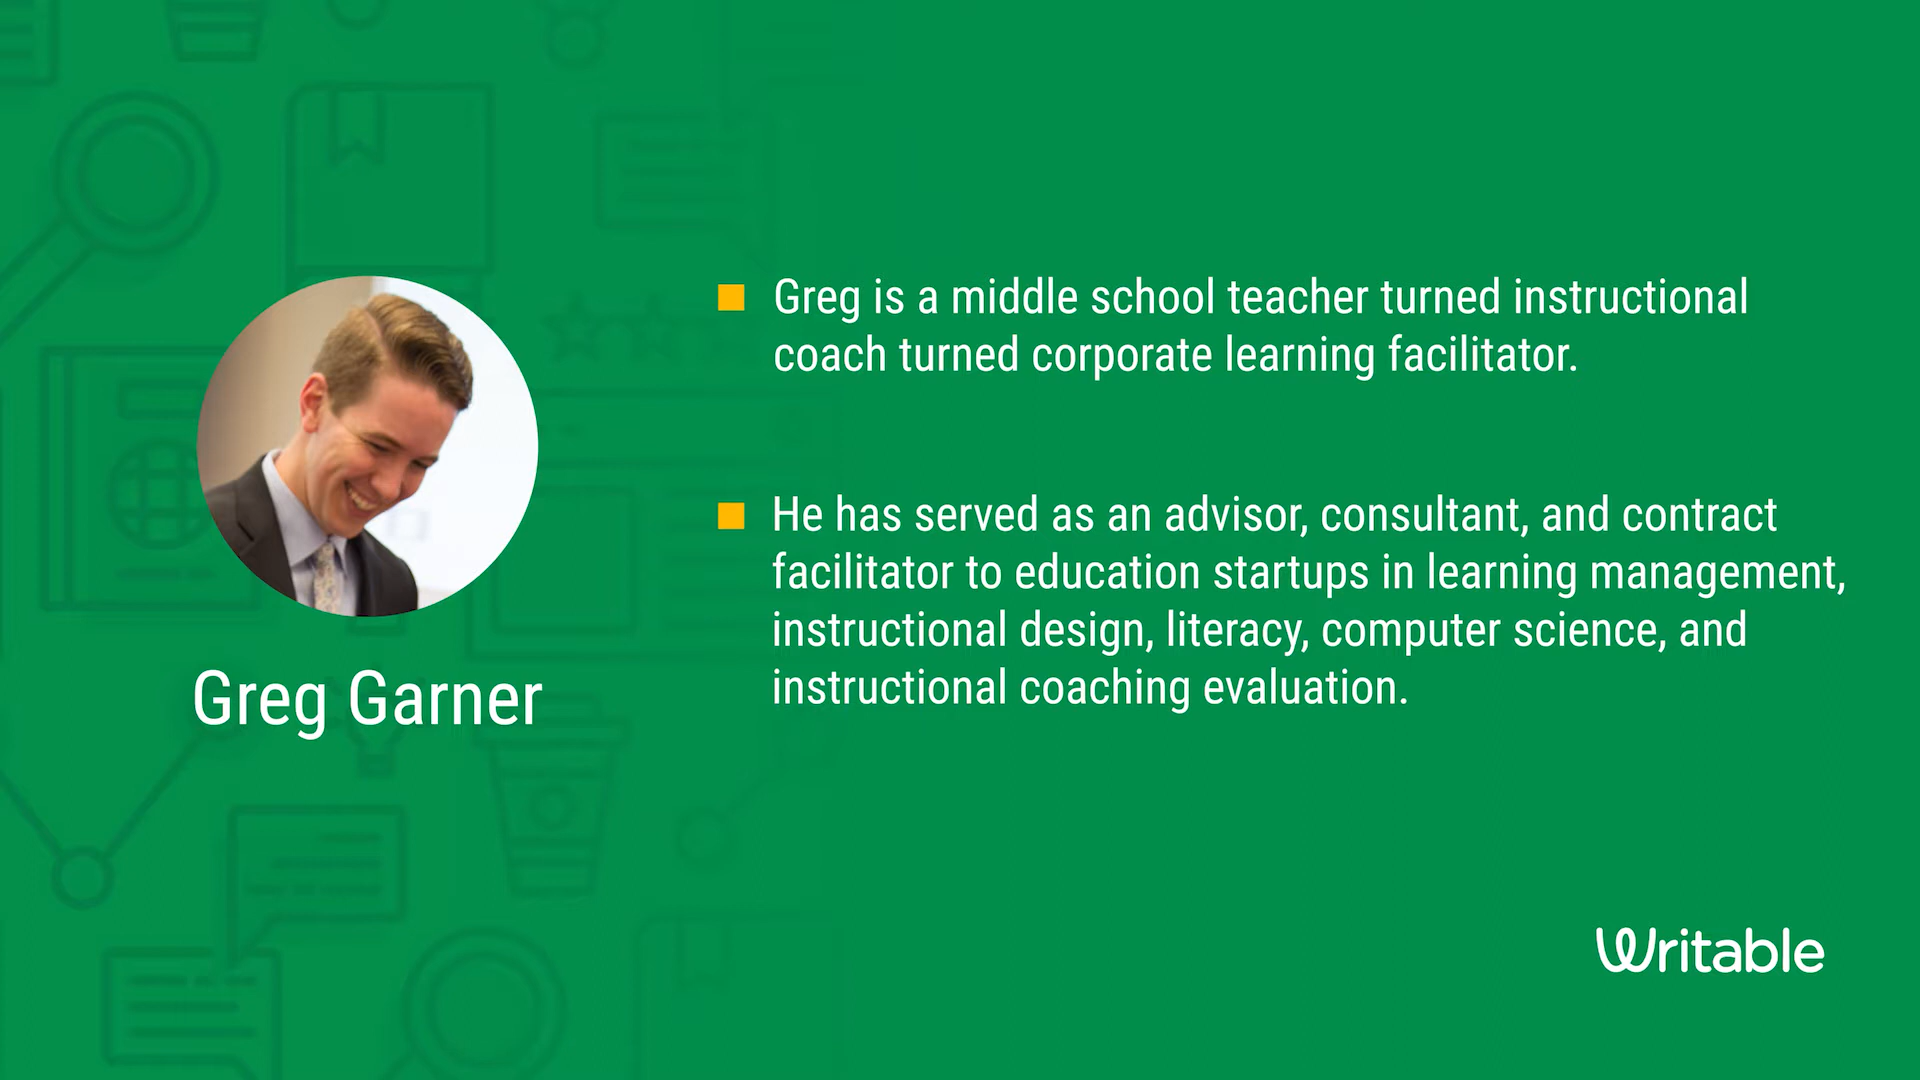 Greg Garner
Greg is a middle school teacher turned instructional
coach turned corporate learning facilitator.
He has served as an advisor, consultant, and contract
facilitator to education startups in learning management,
instructional design, literacy, computer science, and
instructional coaching evaluation.
Writable